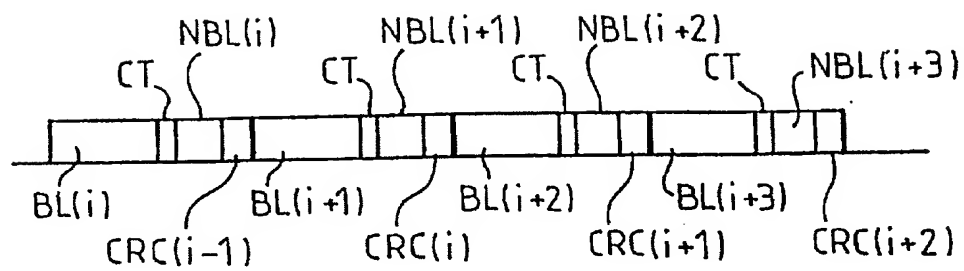 NBL(i) NBL(i+1) NBL(i+2)
CT CT CT CT NBL(i+3)
BL(i) BL(i+1) BL(i+2) BL(i+3)
CRC(i-1) CRC(i) CRC(i+1) CRC(i+2)